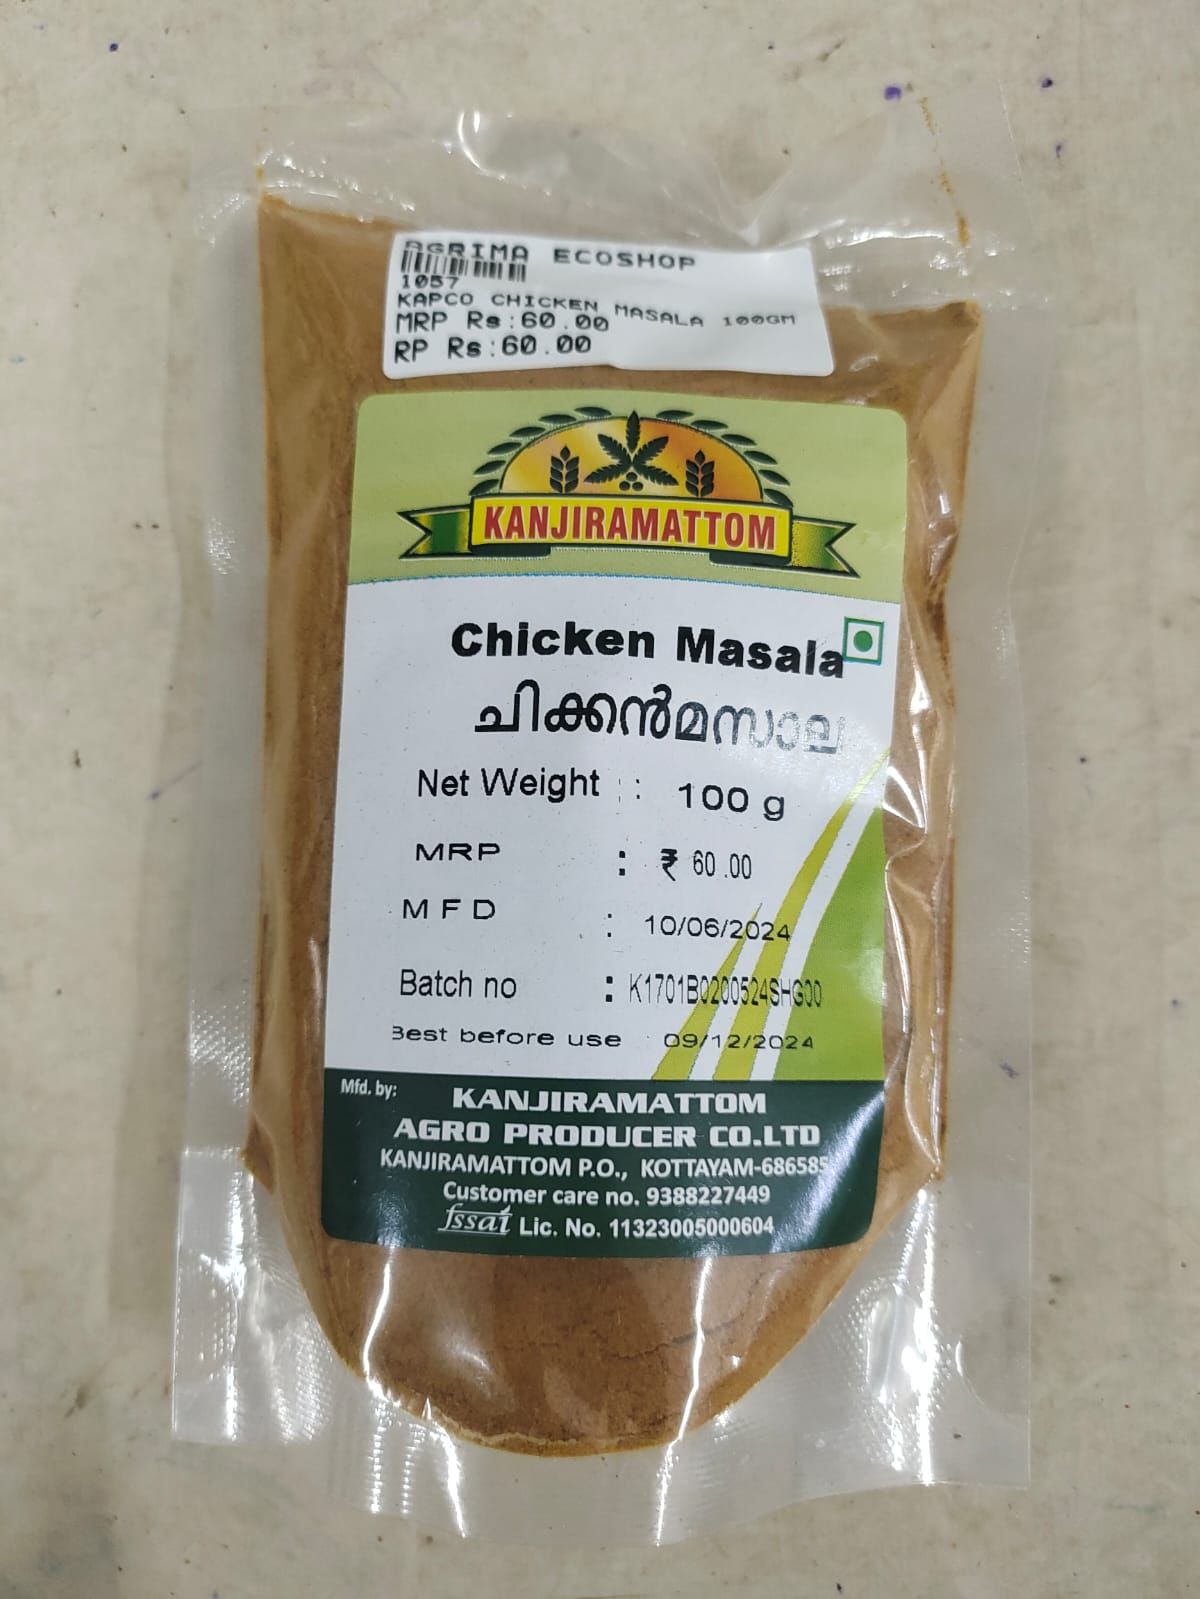 AGRIMA ECOSHOP
1057
KAPCO CHICKEN MASALA 100GM
MRP Rs:60.00
RP Rs:60.00
KANJIRAMATTOM
Chicken Masala
ചിക്കൻമസാല
Net Weight : 100 g
MRP : ₹ 60.00
MFD : 10/06/2024
Batch no : K1701B0200524SHG00
Best before use 09/12/2024
Mfd. by: KANJIRAMATTOM
AGRO PRODUCER CO.LTD
KANJIRAMATTOM P.O., KOTTAYAM-686585
Customer care no. 9388227449
fssai Lic. No. 11323005000604